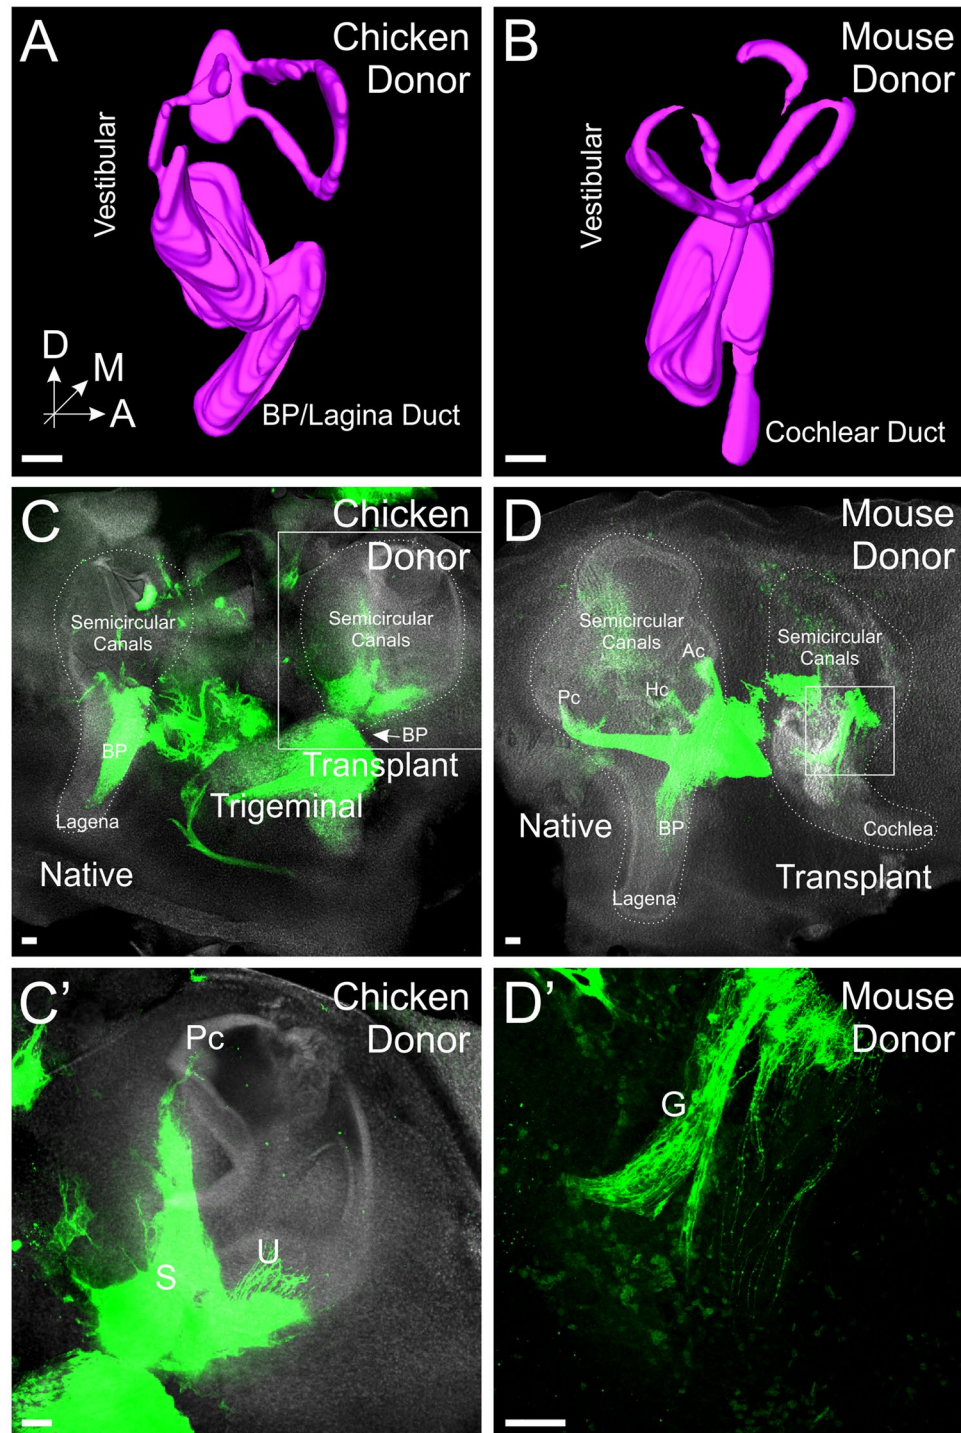 A
Chicken
Donor
Vestibular
D
M
A
BP/Lagina Duct
B
Mouse
Donor
Vestibular
Cochlear Duct
C
Chicken
Donor
Semicircular
Canals
Semicircular
Canals
BP
BP
Transplant
Trigeminal
Lagena
Native
D
Mouse
Donor
Semicircular
Canals
Semicircular
Canals
Ac
Pc
Hc
Native
BP
Cochlea
Transplant
Lagena
C’
Chicken
Donor
Pc
U
S
D’
Mouse
Donor
G